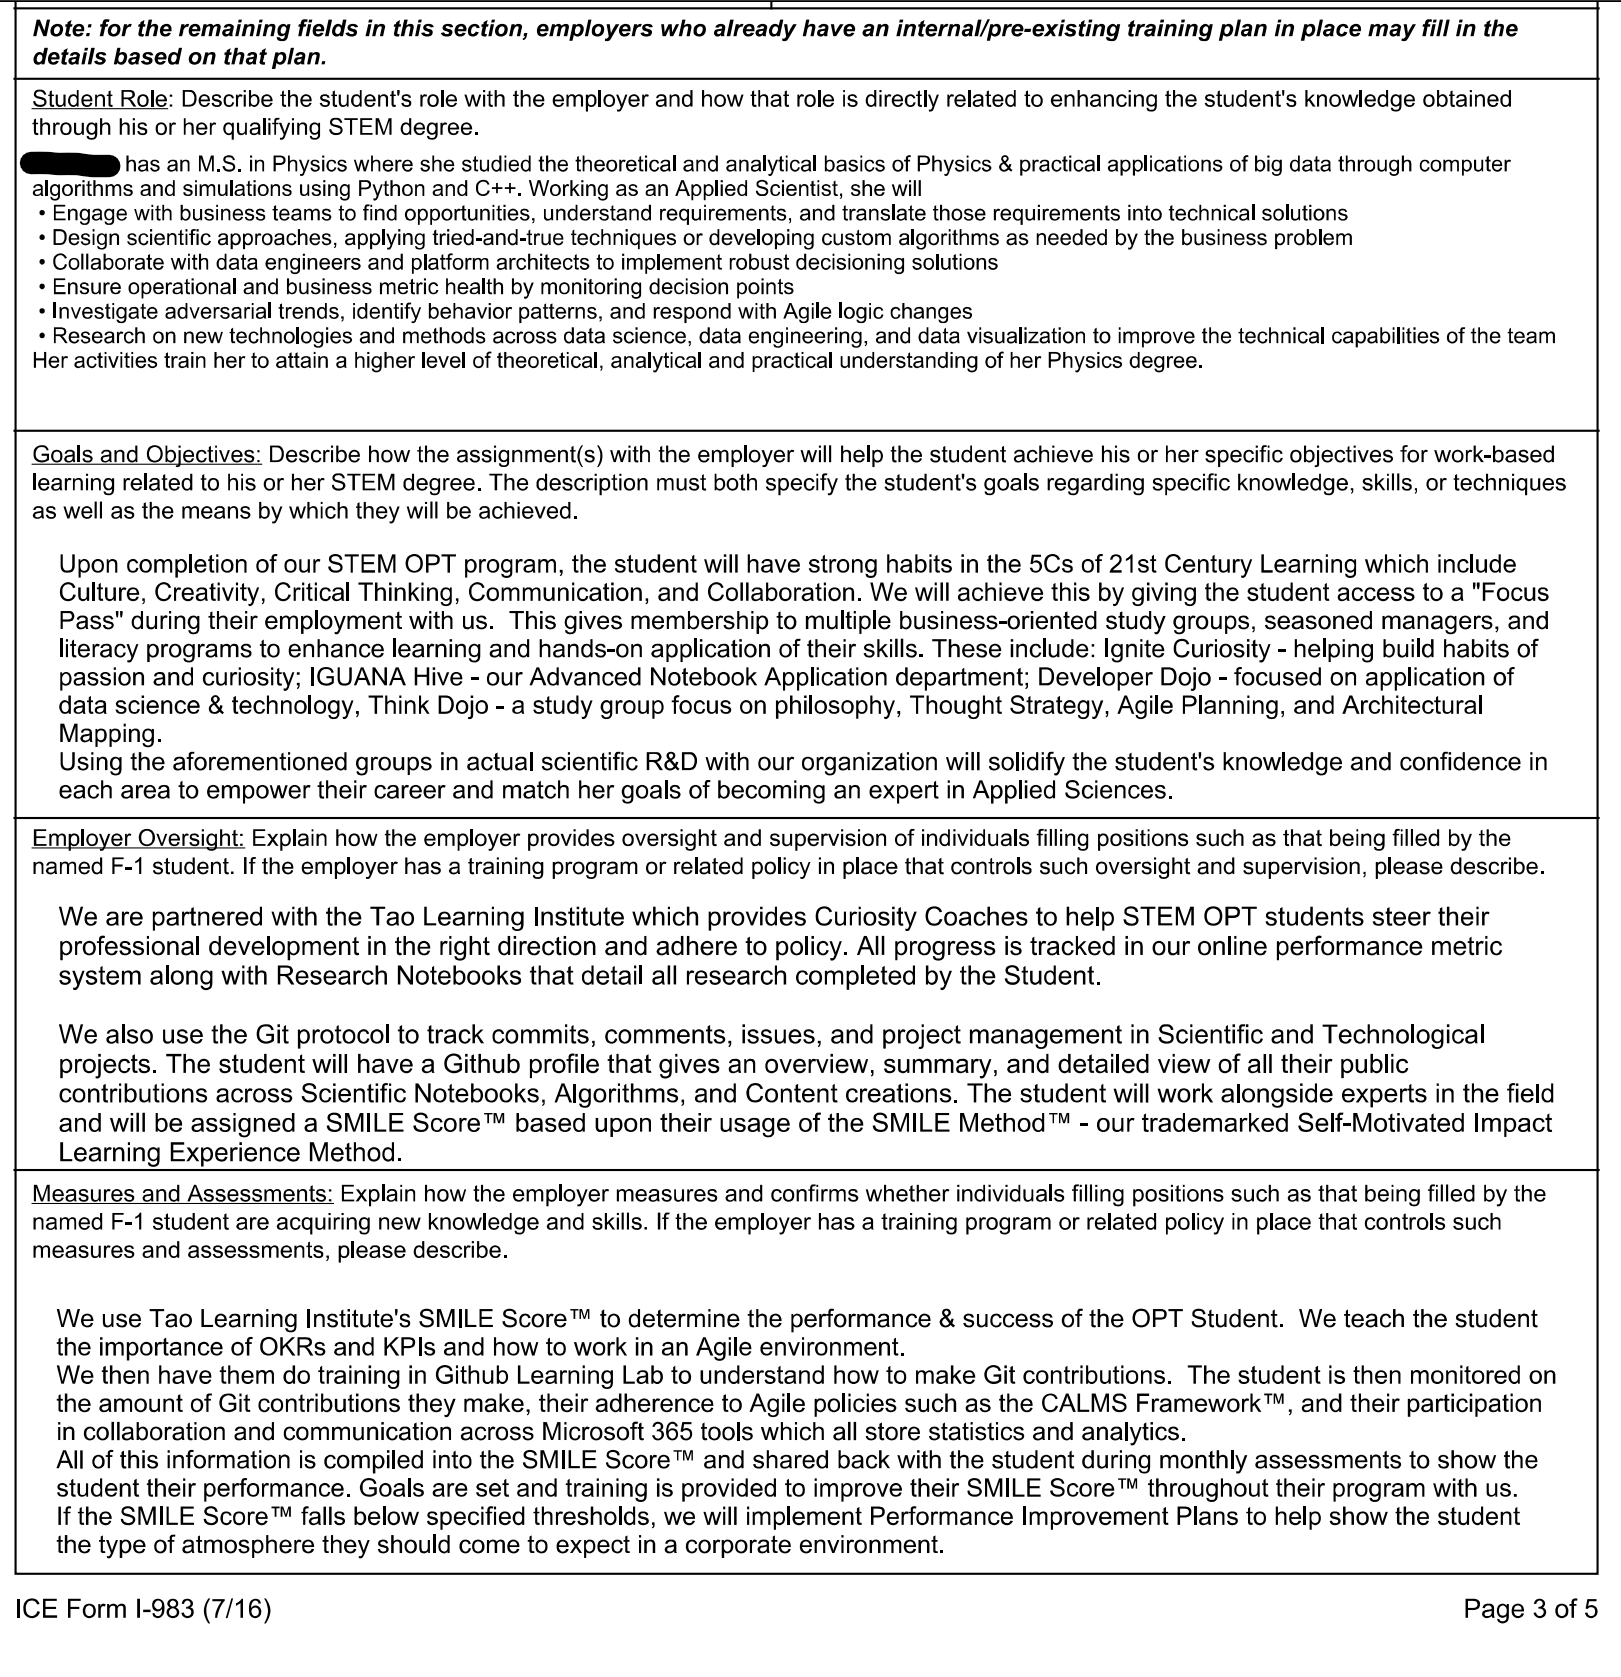 Note: for the remaining fields in this section, employers who already have an internal/pre-existing training plan in place may fill in the
details based on that plan.
Student Role: Describe the student's role with the employer and how that role is directly related to enhancing the student's knowledge obtained
through his or her qualifying STEM degree.
has an M.S. in Physics where she studied the theoretical and analytical basics of Physics & practical applications of big data through computer
algorithms and simulations using Python and C++. Working as an Applied Scientist, she will
• Engage with business teams to find opportunities, understand requirements, and translate those requirements into technical solutions
• Design scientific approaches, applying tried-and-true techniques or developing custom algorithms as needed by the business problem
• Collaborate with data engineers and platform architects to implement robust decisioning solutions
• Ensure operational and business metric health by monitoring decision points
• Investigate adversarial trends, identify behavior patterns, and respond with Agile logic changes
• Research on new technologies and methods across data science, data engineering, and data visualization to improve the technical capabilities of the team
Her activities train her to attain a higher level of theoretical, analytical and practical understanding of her Physics degree.
Goals and Objectives: Describe how the assignment(s) with the employer will help the student achieve his or her specific objectives for work-based
learning related to his or her STEM degree. The description must both specify the student's goals regarding specific knowledge, skills, or techniques
as well as the means by which they will be achieved.
Upon completion of our STEM OPT program, the student will have strong habits in the 5Cs of 21st Century Learning which include
Culture, Creativity, Critical Thinking, Communication, and Collaboration. We will achieve this by giving the student access to a "Focus
Pass" during their employment with us.  This gives membership to multiple business-oriented study groups, seasoned managers, and
literacy programs to enhance learning and hands-on application of their skills. These include: Ignite Curiosity - helping build habits of
passion and curiosity; IGUANA Hive - our Advanced Notebook Application department; Developer Dojo - focused on application of
data science & technology, Think Dojo - a study group focus on philosophy, Thought Strategy, Agile Planning, and Architectural
Mapping.
Using the aforementioned groups in actual scientific R&D with our organization will solidify the student's knowledge and confidence in
each area to empower their career and match her goals of becoming an expert in Applied Sciences.
Employer Oversight: Explain how the employer provides oversight and supervision of individuals filling positions such as that being filled by the
named F-1 student. If the employer has a training program or related policy in place that controls such oversight and supervision, please describe.
We are partnered with the Tao Learning Institute which provides Curiosity Coaches to help STEM OPT students steer their
professional development in the right direction and adhere to policy. All progress is tracked in our online performance metric
system along with Research Notebooks that detail all research completed by the Student.
We also use the Git protocol to track commits, comments, issues, and project management in Scientific and Technological
projects. The student will have a Github profile that gives an overview, summary, and detailed view of all their public
contributions across Scientific Notebooks, Algorithms, and Content creations. The student will work alongside experts in the field
and will be assigned a SMILE Score™ based upon their usage of the SMILE Method™ - our trademarked Self-Motivated Impact
Learning Experience Method.
Measures and Assessments: Explain how the employer measures and confirms whether individuals filling positions such as that being filled by the
named F-1 student are acquiring new knowledge and skills. If the employer has a training program or related policy in place that controls such
measures and assessments, please describe.
We use Tao Learning Institute's SMILE Score™ to determine the performance & success of the OPT Student.  We teach the student
the importance of OKRs and KPIs and how to work in an Agile environment.
We then have them do training in Github Learning Lab to understand how to make Git contributions.  The student is then monitored on
the amount of Git contributions they make, their adherence to Agile policies such as the CALMS Framework™, and their participation
in collaboration and communication across Microsoft 365 tools which all store statistics and analytics.
All of this information is compiled into the SMILE Score™ and shared back with the student during monthly assessments to show the
student their performance. Goals are set and training is provided to improve their SMILE Score™ throughout their program with us.
If the SMILE Score™ falls below specified thresholds, we will implement Performance Improvement Plans to help show the student
the type of atmosphere they should come to expect in a corporate environment.
ICE Form I-983 (7/16)
Page 3 of 5